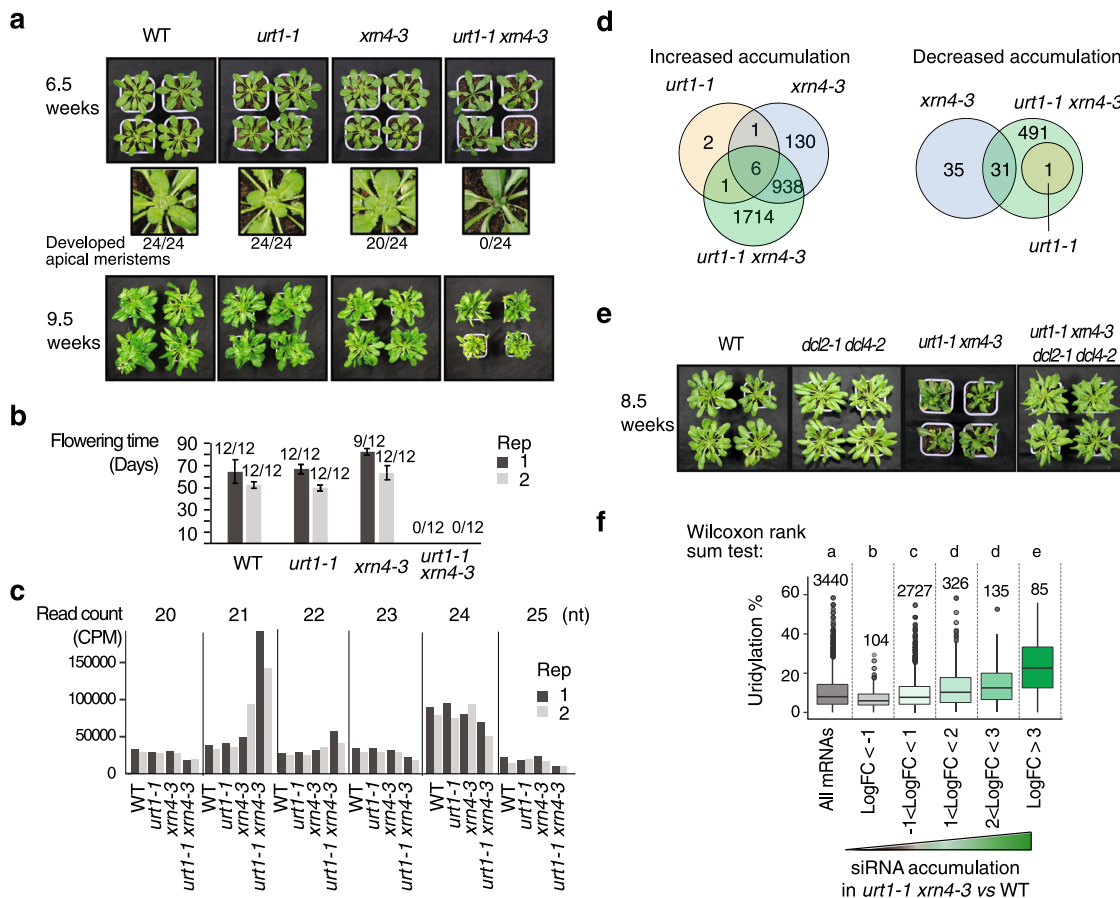 a
WT urt1-1 xrn4-3 urt1-1 xrn4-3
6.5
weeks
Developed
apical meristems
24/24 24/24 20/24 0/24
9.5
weeks
b
Flowering time
(Days)
90
70
50
30
10
12/12 12/12 12/12 12/12 9/12 12/12 0/12 0/12
Rep
1
2
WT urt1-1 xrn4-3 urt1-1
xrn4-3
c
Read count
(CPM)
20 21 22 23 24 25 (nt)
150000
100000
50000
0
Rep
1
2
WT urt1-1 xrn4-3 urt1-1 xrn4-3
WT urt1-1 xrn4-3 urt1-1 xrn4-3
WT urt1-1 xrn4-3 urt1-1 xrn4-3
WT urt1-1 xrn4-3 urt1-1 xrn4-3
WT urt1-1 xrn4-3 urt1-1 xrn4-3
WT urt1-1 xrn4-3 urt1-1 xrn4-3
d
Increased accumulation
urt1-1 xrn4-3
2 1 130
6
1 938
1714
urt1-1 xrn4-3
Decreased accumulation
xrn4-3 urt1-1 xrn4-3
491
35 31 1
urt1-1
e
WT dcl2-1 dcl4-2 urt1-1 xrn4-3 urt1-1 xrn4-3
dcl2-1 dcl4-2
8.5
weeks
f
Wilcoxon rank
sum test:
a b c d d e
3440 104 2727 326 135 85
Uridylation %
60
40
20
0
All mRNAs
LogFC < -1
-1<LogFC < 1
1<LogFC < 2
2<LogFC < 3
LogFC > 3
siRNA accumulation
in urt1-1 xrn4-3 vs WT